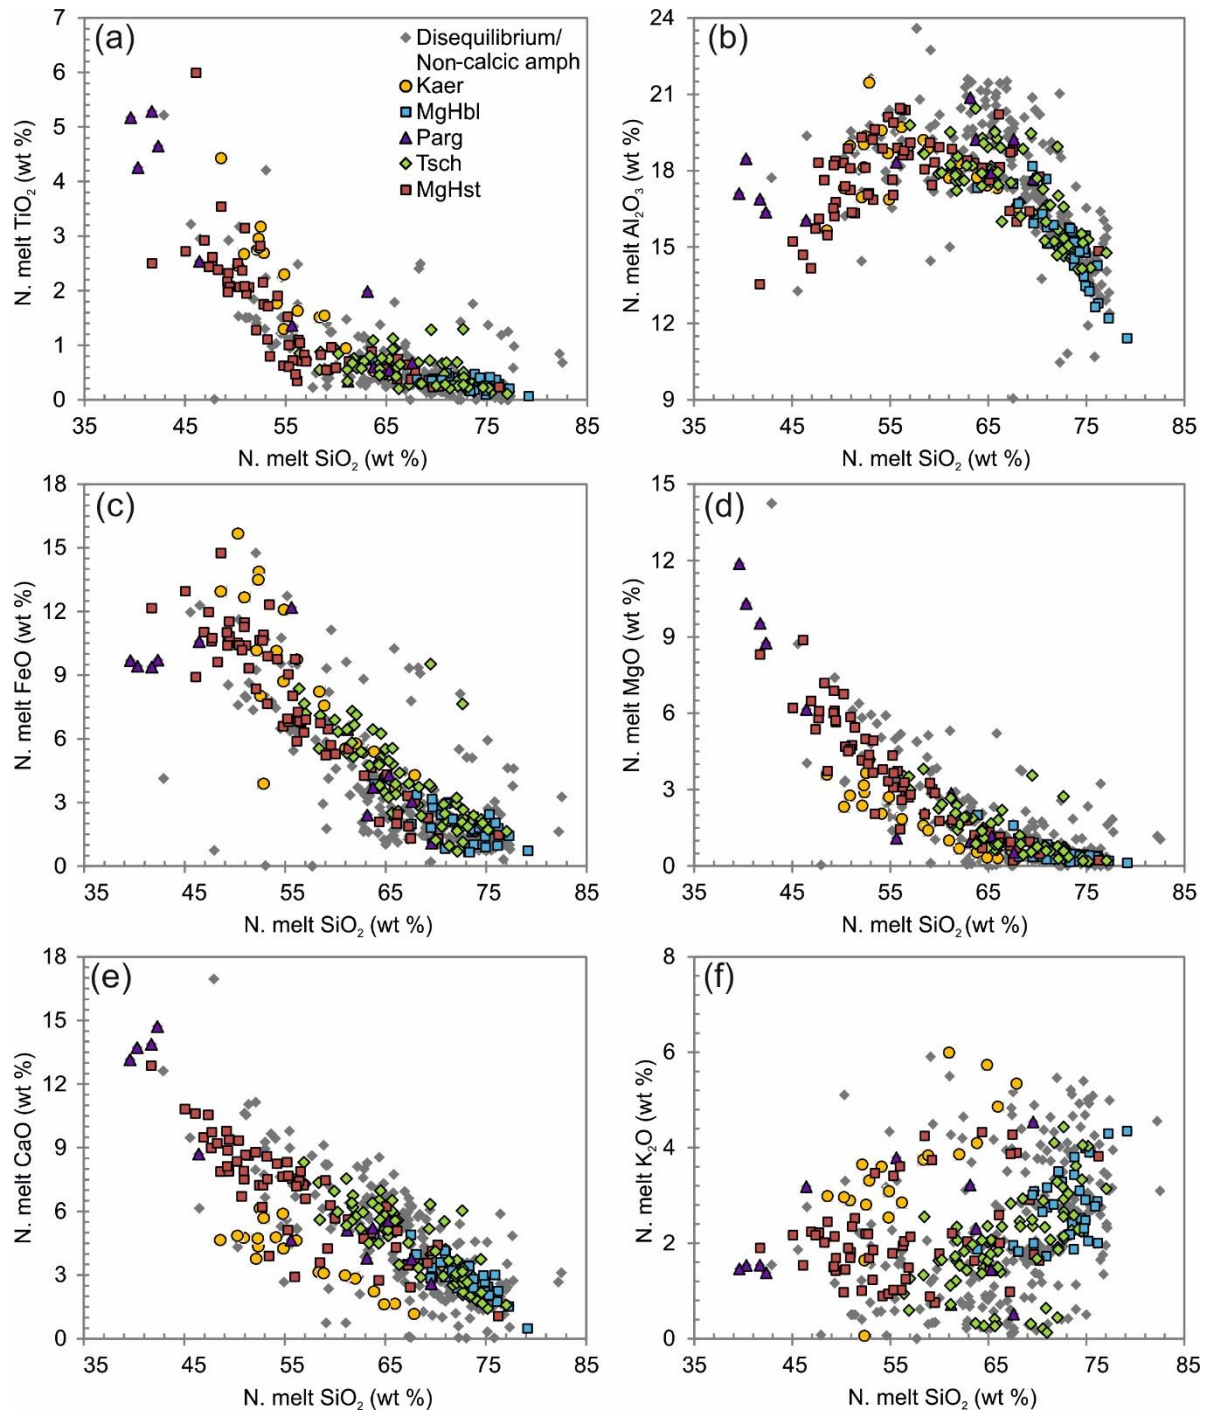 (a)
7
6
5
4
3
2
1
0
N. melt TiO₂ (wt %)
Disequilibrium/
Non-calcic amph
Kaer
MgHbl
Parg
Tsch
MgHst
35 45 55 65 75 85
N. melt SiO₂ (wt %)
(b)
24
21
18
15
12
9
N. melt Al₂O₃ (wt %)
35 45 55 65 75 85
N. melt SiO₂ (wt %)
(c)
18
15
12
9
6
3
0
N. melt FeO (wt %)
35 45 55 65 75 85
N. melt SiO₂ (wt %)
(d)
15
12
9
6
3
0
N. melt MgO (wt %)
35 45 55 65 75 85
N. melt SiO₂ (wt %)
(e)
18
15
12
9
6
3
0
N. melt CaO (wt %)
35 45 55 65 75 85
N. melt SiO₂ (wt %)
(f)
8
6
4
2
0
N. melt K₂O (wt %)
35 45 55 65 75 85
N. melt SiO₂ (wt %)